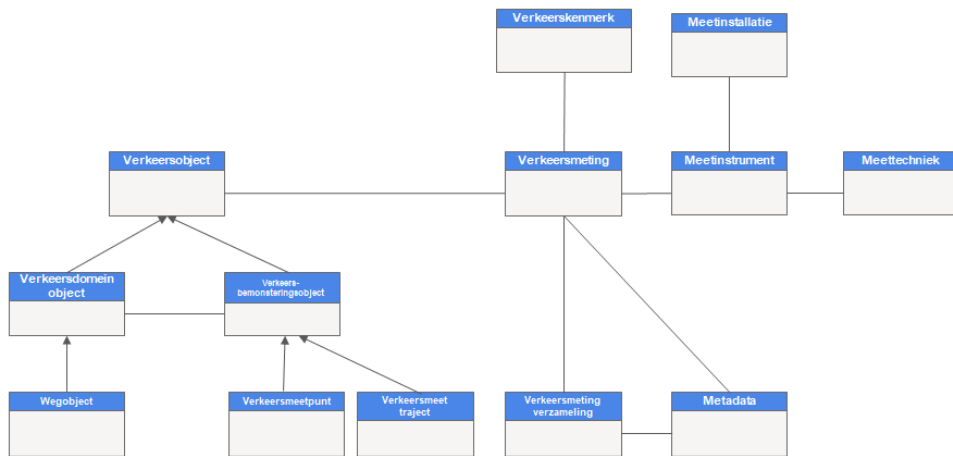 Verkeerskenmerk
Meetinstallatie
Verkeersobject
Verkeersmeting
Meetinstrument
Meettechniek
Verkeersdomein
object
Verkeers-
bemonsteringsobject
Wegobject
Verkeersmeetpunt
Verkeersmeet
traject
Verkeersmeting
verzameling
Metadata